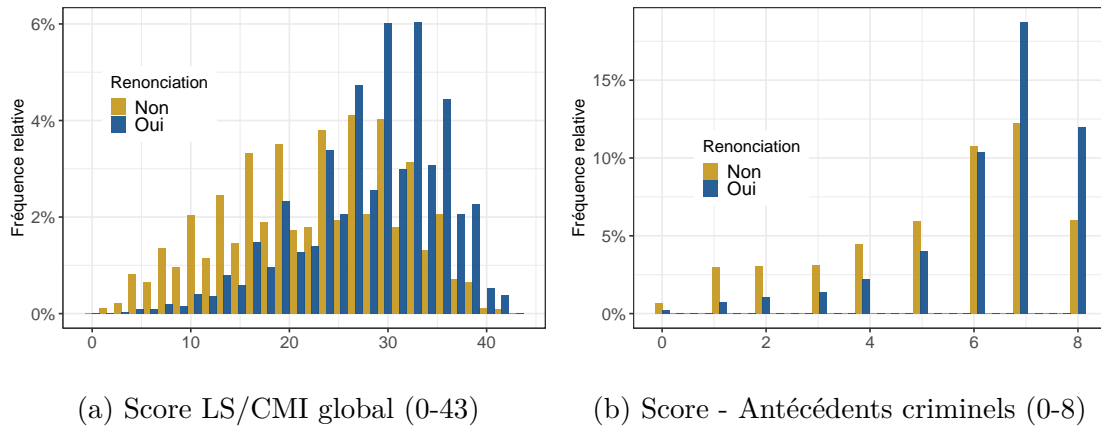 6%
4%
2%
0%
Fréquence relative
Renonciation
Non
Oui
0
10
20
30
40
(a) Score LS/CMI global (0-43)
15%
10%
5%
0%
Fréquence relative
Renonciation
Non
Oui
0
2
4
6
8
(b) Score - Antécédents criminels (0-8)